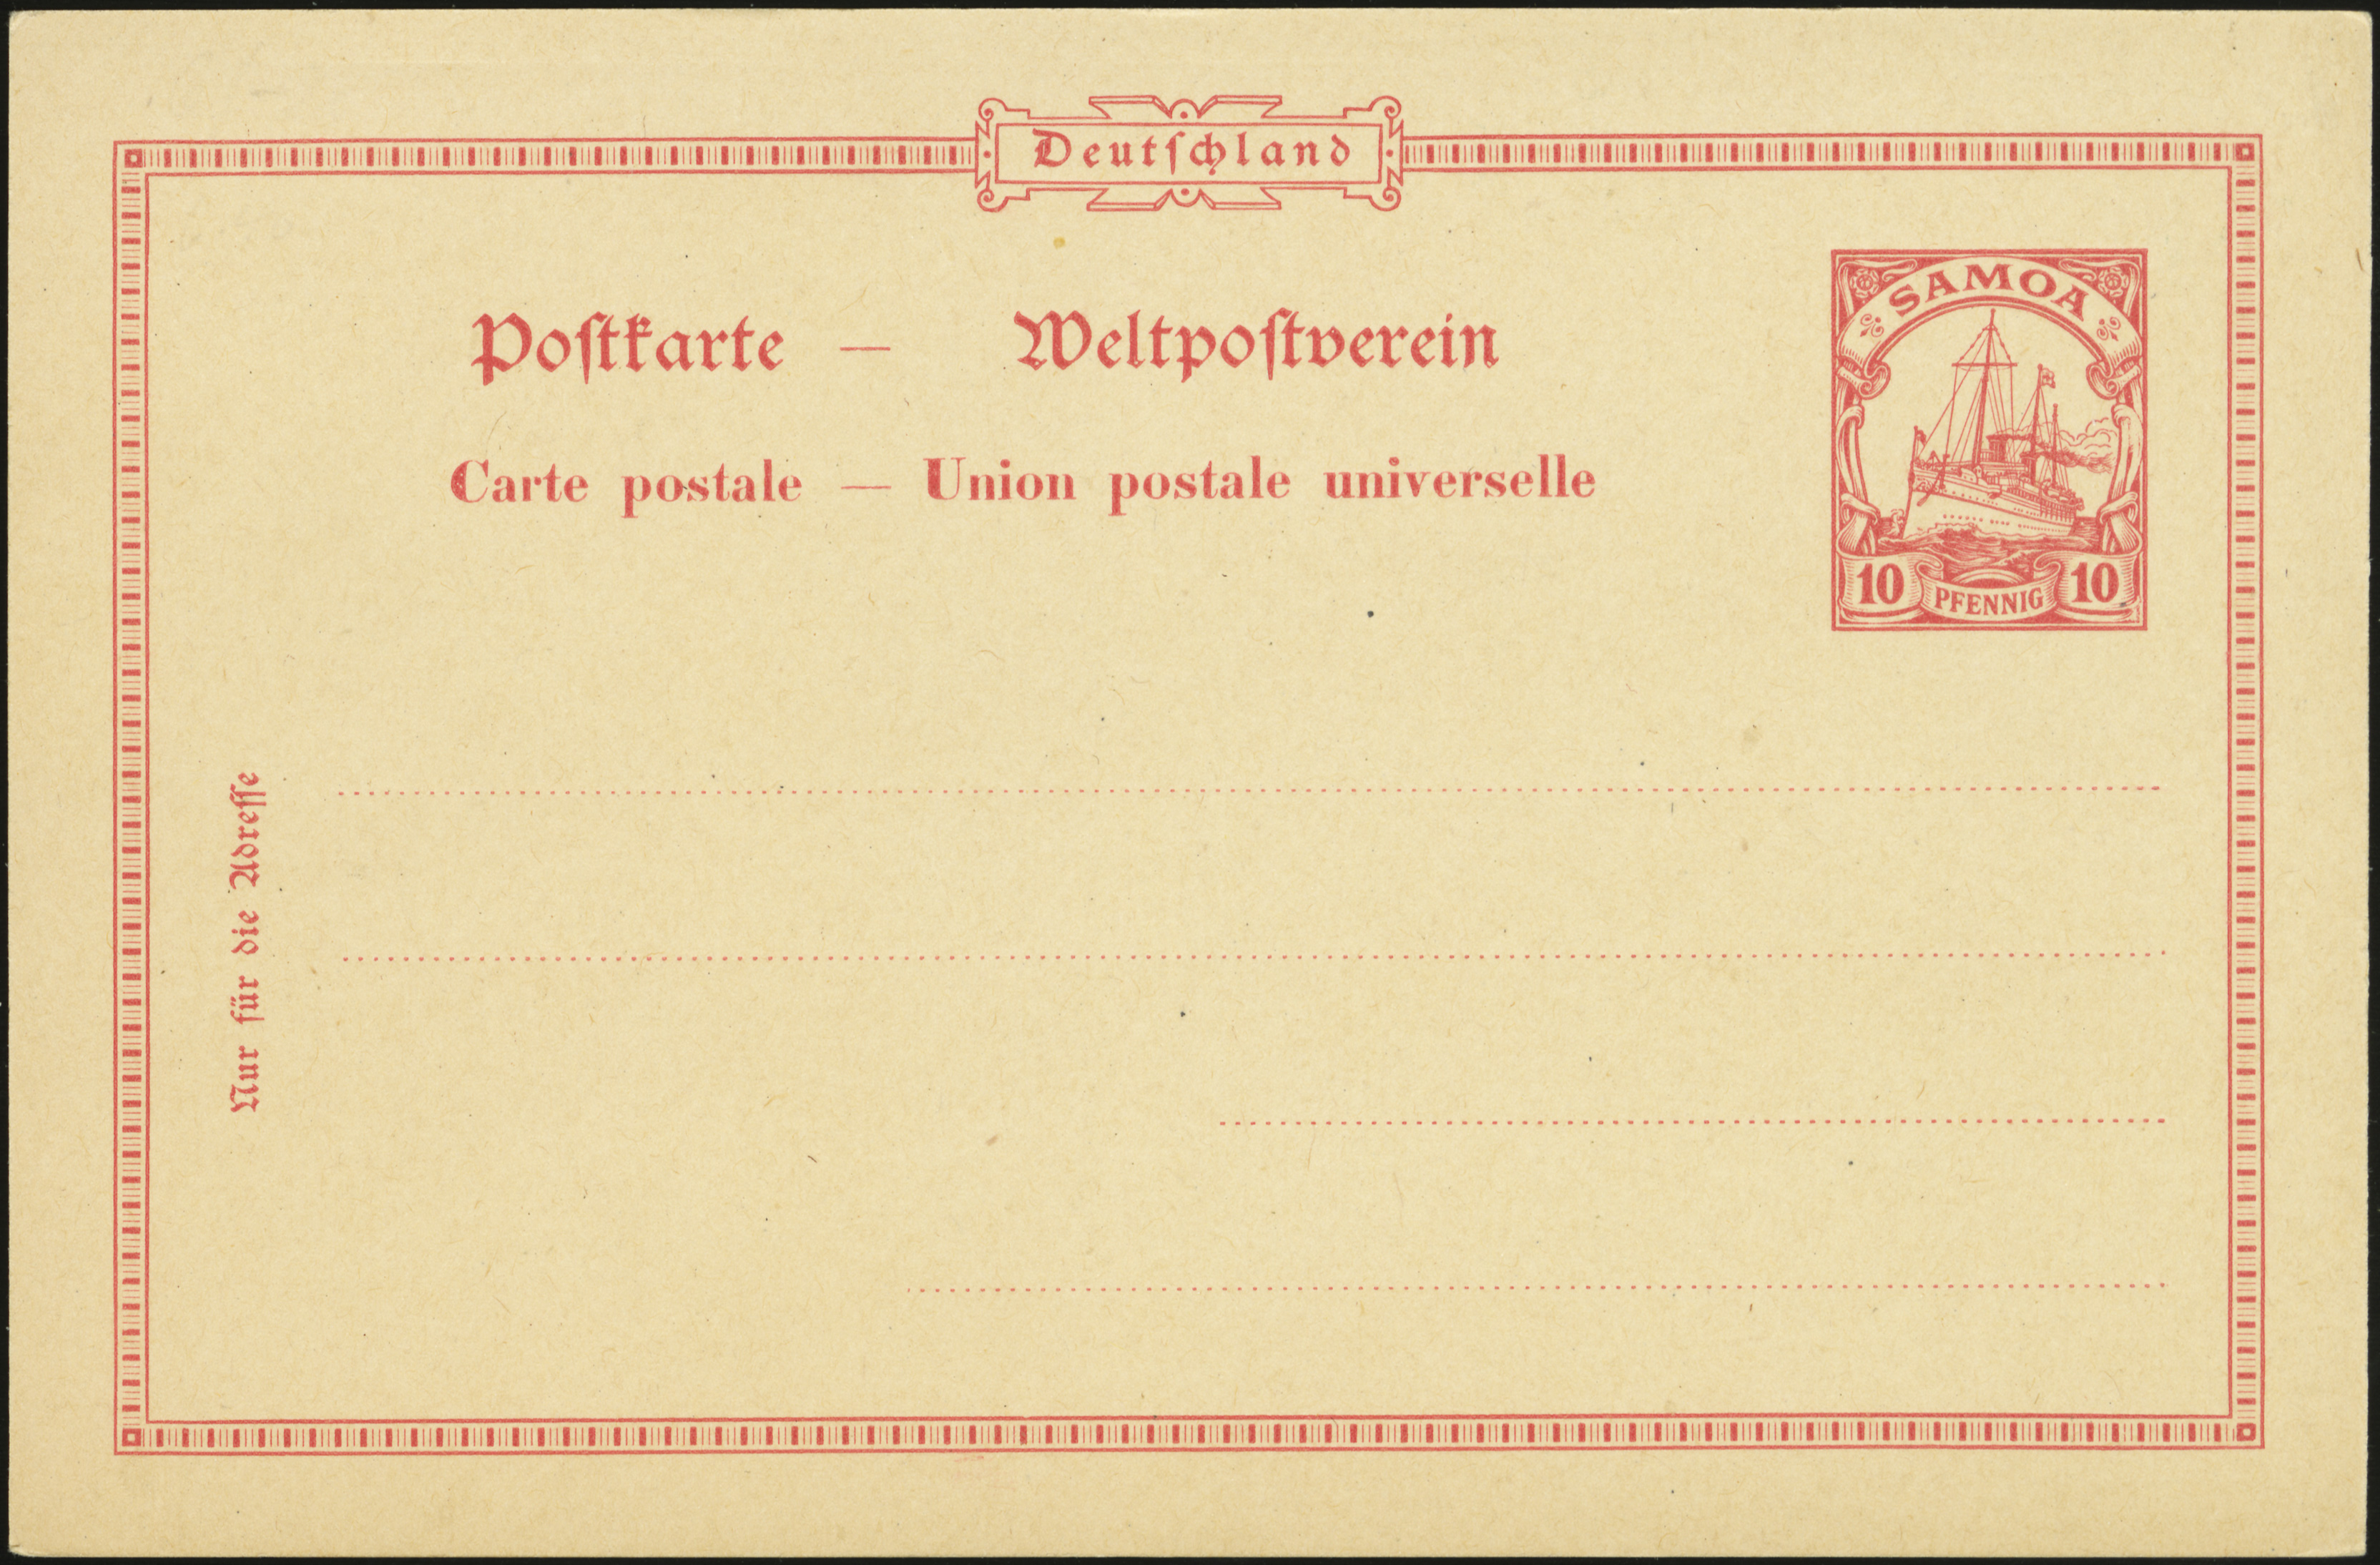 Deutſchland
Poſtkarte — Weltpoſtverein
Carte postale — Union postale universelle
SAMOA
10 PFENNIG 10
Nur für die Adreſſe